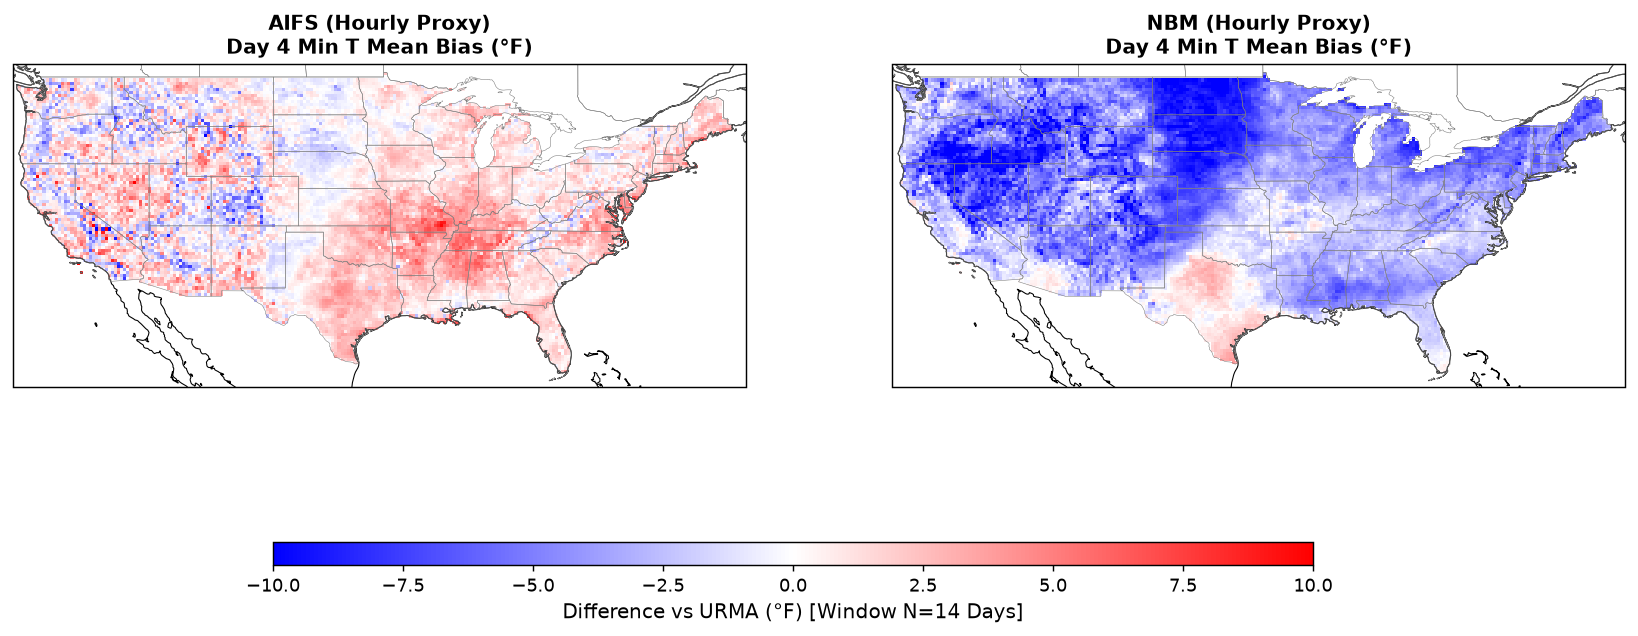 AIFS (Hourly Proxy)
Day 4 Min T Mean Bias (°F)
NBM (Hourly Proxy)
Day 4 Min T Mean Bias (°F)
−10.0 −7.5 −5.0 −2.5 0.0 2.5 5.0 7.5 10.0
Difference vs URMA (°F) [Window N=14 Days]